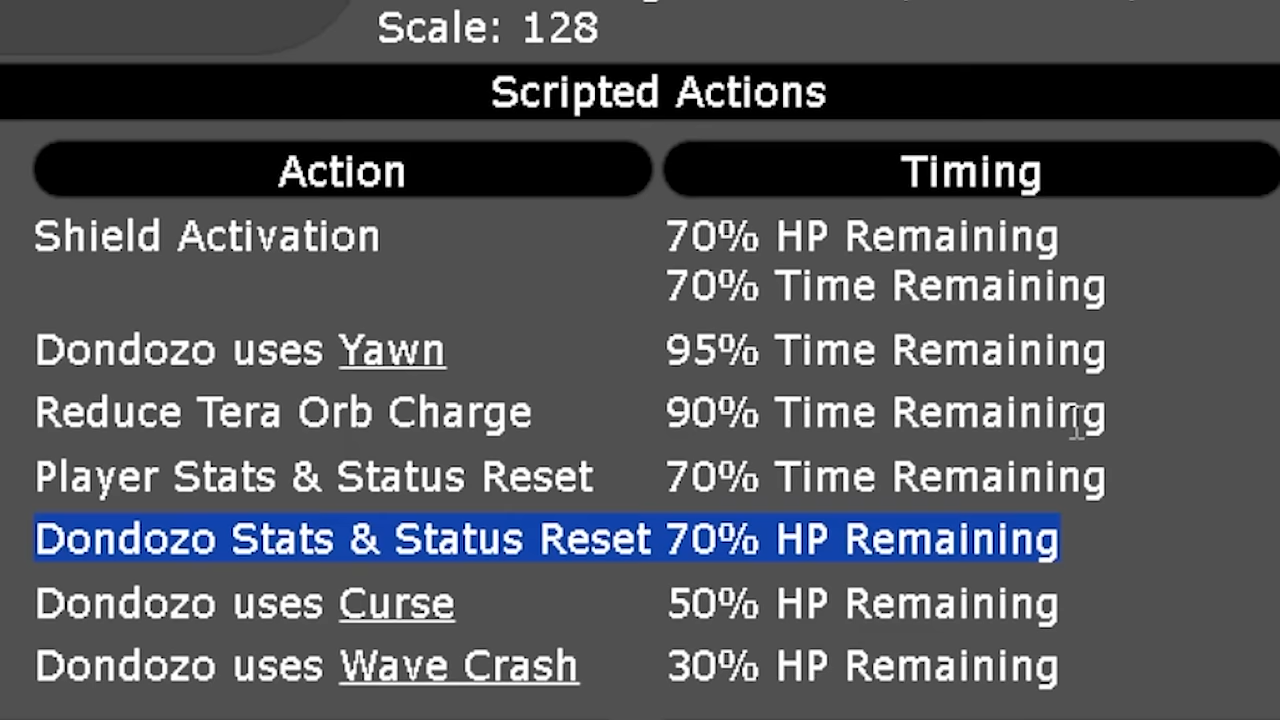 Scale: 128
Scripted Actions
Action Timing
Shield Activation 70% HP Remaining
70% Time Remaining
Dondozo uses Yawn 95% Time Remaining
Reduce Tera Orb Charge 90% Time Remaining
Player Stats & Status Reset 70% Time Remaining
Dondozo Stats & Status Reset 70% HP Remaining
Dondozo uses Curse 50% HP Remaining
Dondozo uses Wave Crash 30% HP Remaining